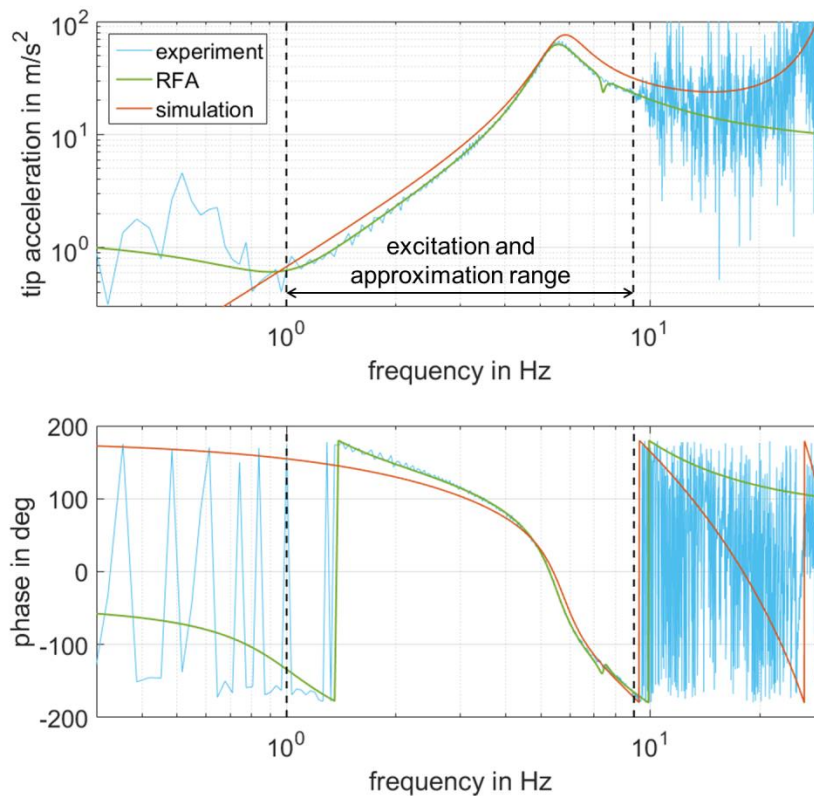 tip acceleration in m/s²
10²
10¹
10⁰
experiment
RFA
simulation
excitation and
approximation range
10⁰
10¹
frequency in Hz
phase in deg
200
100
0
-100
-200
10⁰
10¹
frequency in Hz